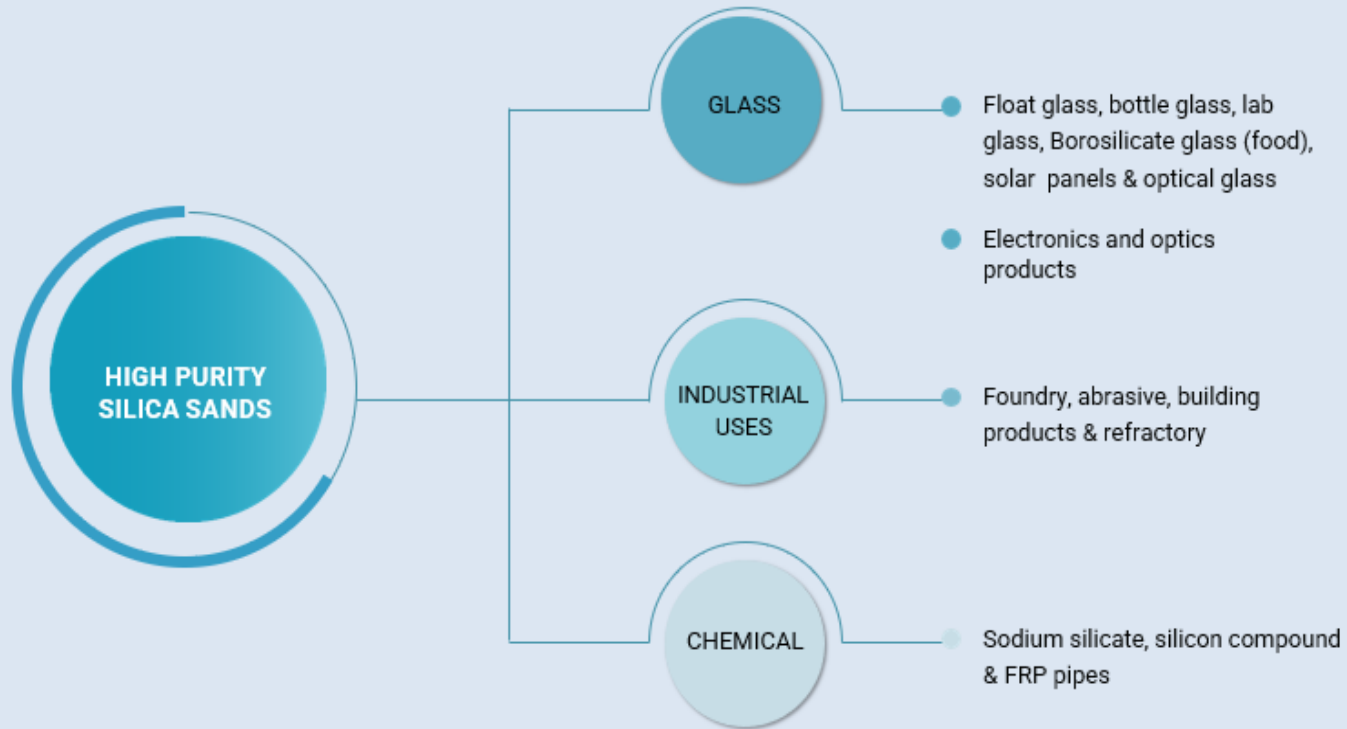 HIGH PURITY
SILICA SANDS
GLASS
Float glass, bottle glass, lab
glass, Borosilicate glass (food),
solar panels & optical glass
Electronics and optics
products
INDUSTRIAL
USES
Foundry, abrasive, building
products & refractory
CHEMICAL
Sodium silicate, silicon compound
& FRP pipes